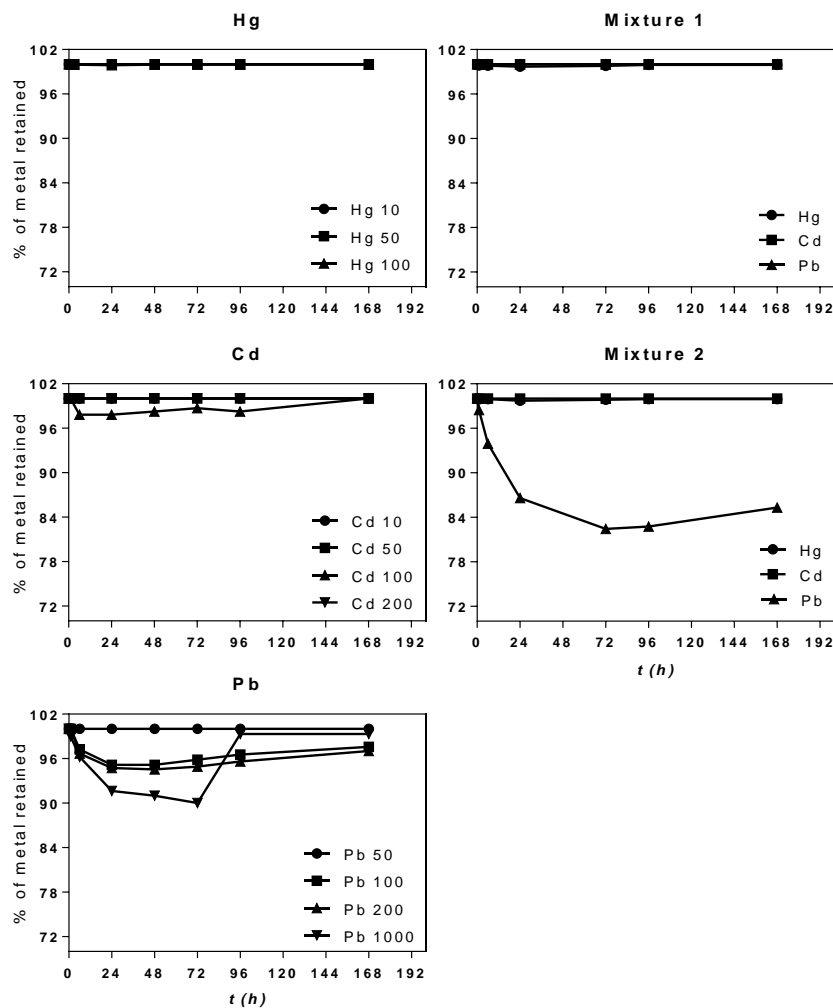 Hg
% of metal retained
102
96
90
84
78
72
Hg 10
Hg 50
Hg 100
0 24 48 72 96 120 144 168 192
Mixture 1
102
96
90
84
78
72
Hg
Cd
Pb
0 24 48 72 96 120 144 168 192
Cd
% of metal retained
102
96
90
84
78
72
Cd 10
Cd 50
Cd 100
Cd 200
0 24 48 72 96 120 144 168 192
Mixture 2
102
96
90
84
78
72
Hg
Cd
Pb
0 24 48 72 96 120 144 168 192
t (h)
Pb
% of metal retained
102
96
90
84
78
72
Pb 50
Pb 100
Pb 200
Pb 1000
0 24 48 72 96 120 144 168 192
t (h)